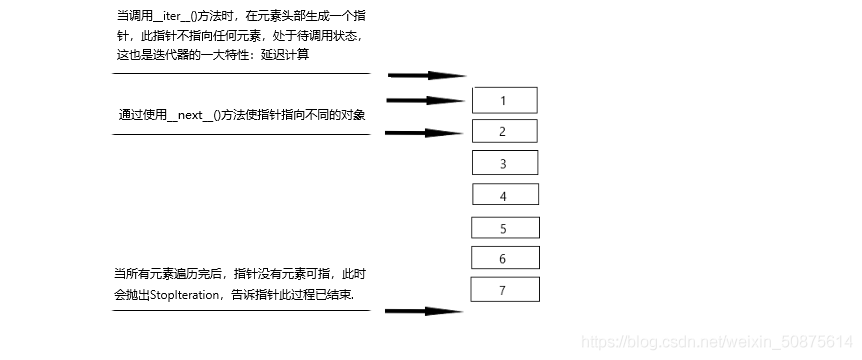 当调用__iter__()方法时，在元素头部生成一个指
针，此指针不指向任何元素，处于待调用状态，
这也是迭代器的一大特性：延迟计算
通过使用__next__()方法使指针指向不同的对象
1
2
3
4
5
6
7
当所有元素遍历完后，指针没有元素可指，此时
会抛出StopIteration，告诉指针此过程已结束.
https://blog.csdn.net/weixin_50875614